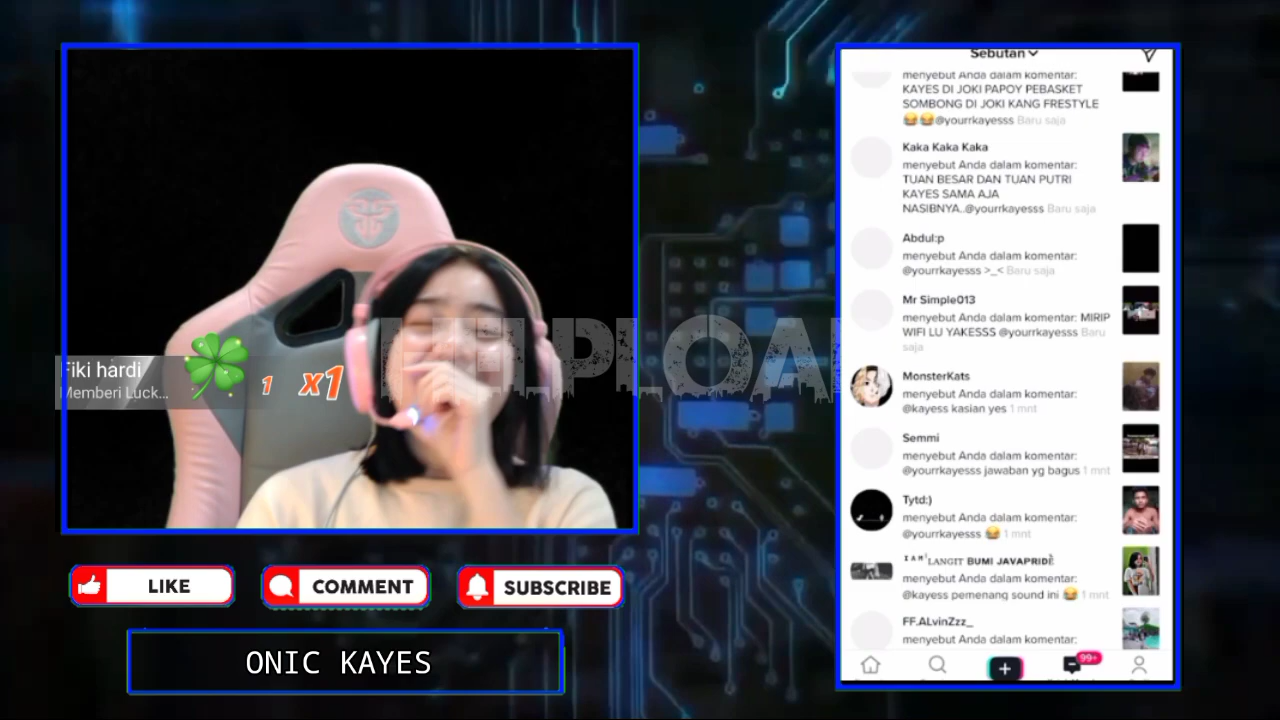 Fiki hardi
Memberi Luck...
1 x1
LIKE
COMMENT
SUBSCRIBE
ONIC KAYES
Sebutan
menyebut Anda dalam komentar:
KAYES DI JOKI PAPOY PEBASKET
SOMBONG DI JOKI KANG FRESTYLE
😂😂@yourrkayesss Baru saja
Kaka Kaka Kaka
menyebut Anda dalam komentar:
TUAN BESAR DAN TUAN PUTRI
KAYES SAMA AJA
NASIBNYA..@yourrkayesss Baru saja
Abdul:p
menyebut Anda dalam komentar:
@yourrkayesss >_< Baru saja
Mr Simple013
menyebut Anda dalam komentar: MIRIP
WIFI LU YAKESSS @yourrkayesss Baru
saja
MonsterKats
menyebut Anda dalam komentar:
@kayess kasian yes 1 mnt
Semmi
menyebut Anda dalam komentar:
@yourrkayesss jawaban yg bagus 1 mnt
Tytd:)
menyebut Anda dalam komentar:
@yourrkayesss 😂 1 mnt
ᴵ ᴬ ᴹ ᴵ LANGIT BUMI JAVAPRIDÈ
menyebut Anda dalam komentar:
@kayess pemenang sound ini 😂 1 mnt
FF.ALvinZzz_
menyebut Anda dalam komentar:
99+